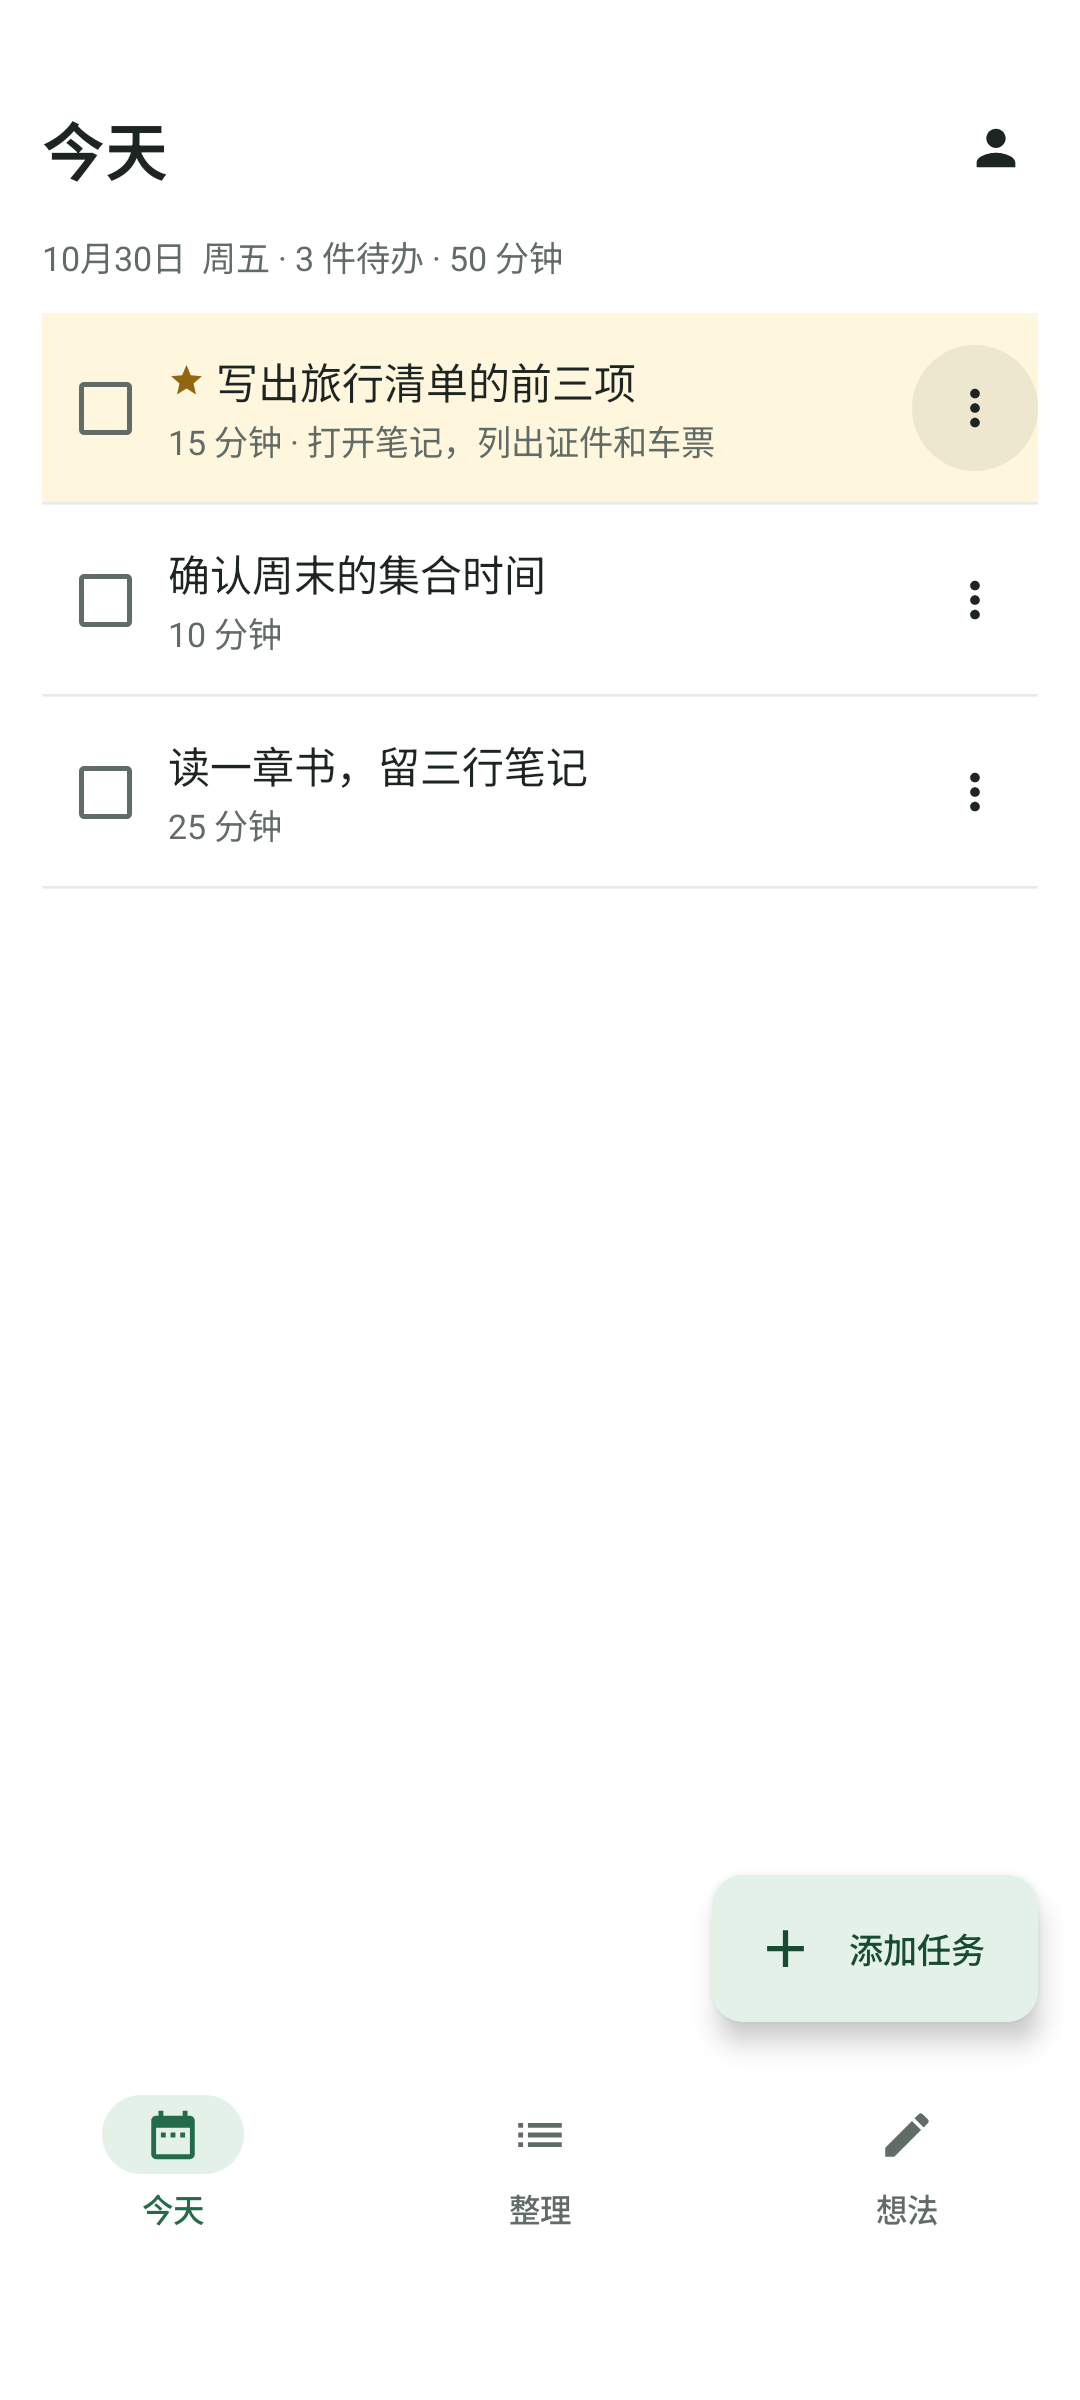 今天
10月30日 周五 · 3 件待办 · 50 分钟
写出旅行清单的前三项
15 分钟 · 打开笔记，列出证件和车票
确认周末的集合时间
10 分钟
读一章书，留三行笔记
25 分钟
添加任务
今天
整理
想法